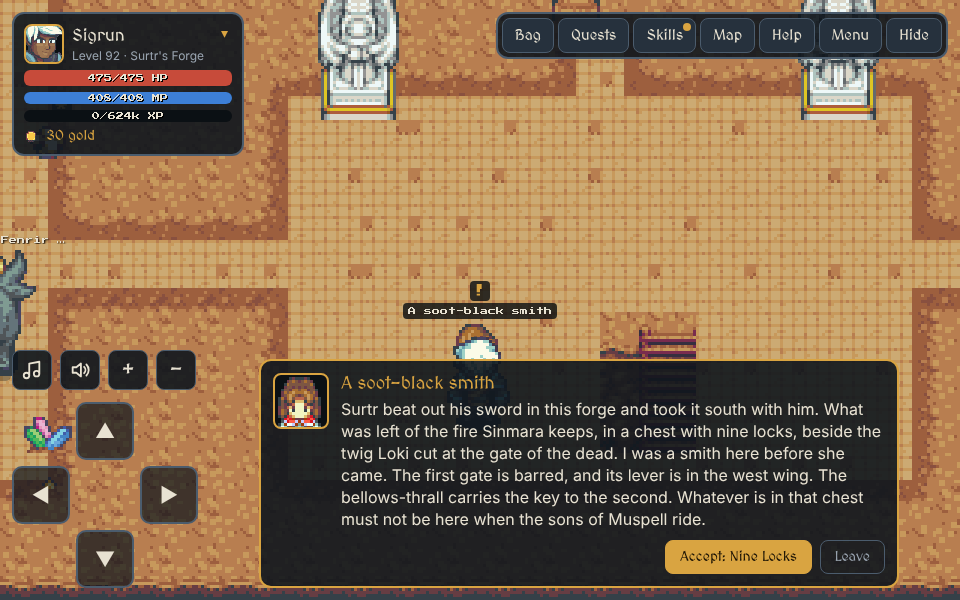 Sigrun
Level 92 · Surtr's Forge
475/475 HP
408/408 MP
0/624k XP
30 gold
Bag Quests Skills Map Help Menu Hide
Fenrir ...
!
A soot-black smith
A soot-black smith
Surtr beat out his sword in this forge and took it south with him. What
was left of the fire Sinmara keeps, in a chest with nine locks, beside the
twig Loki cut at the gate of the dead. I was a smith here before she
came. The first gate is barred, and its lever is in the west wing. The
bellows-thrall carries the key to the second. Whatever is in that chest
must not be here when the sons of Muspell ride.
Accept: Nine Locks Leave